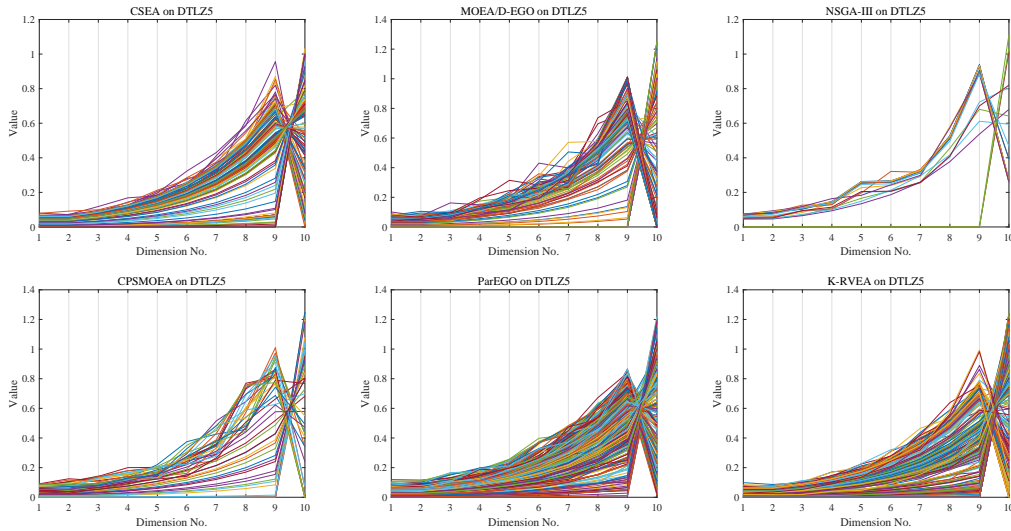 CSEA on DTLZ5
1.2
1
0.8
0.6
0.4
0.2
0
Value
1 2 3 4 5 6 7 8 9 10
Dimension No.
MOEA/D-EGO on DTLZ5
1.4
1.2
1
0.8
0.6
0.4
0.2
0
Value
1 2 3 4 5 6 7 8 9 10
Dimension No.
NSGA-III on DTLZ5
1.2
1
0.8
0.6
0.4
0.2
0
Value
1 2 3 4 5 6 7 8 9 10
Dimension No.
CPSMOEA on DTLZ5
1.4
1.2
1
0.8
0.6
0.4
0.2
0
Value
1 2 3 4 5 6 7 8 9 10
Dimension No.
ParEGO on DTLZ5
1.4
1.2
1
0.8
0.6
0.4
0.2
0
Value
1 2 3 4 5 6 7 8 9 10
Dimension No.
K-RVEA on DTLZ5
1.4
1.2
1
0.8
0.6
0.4
0.2
0
Value
1 2 3 4 5 6 7 8 9 10
Dimension No.